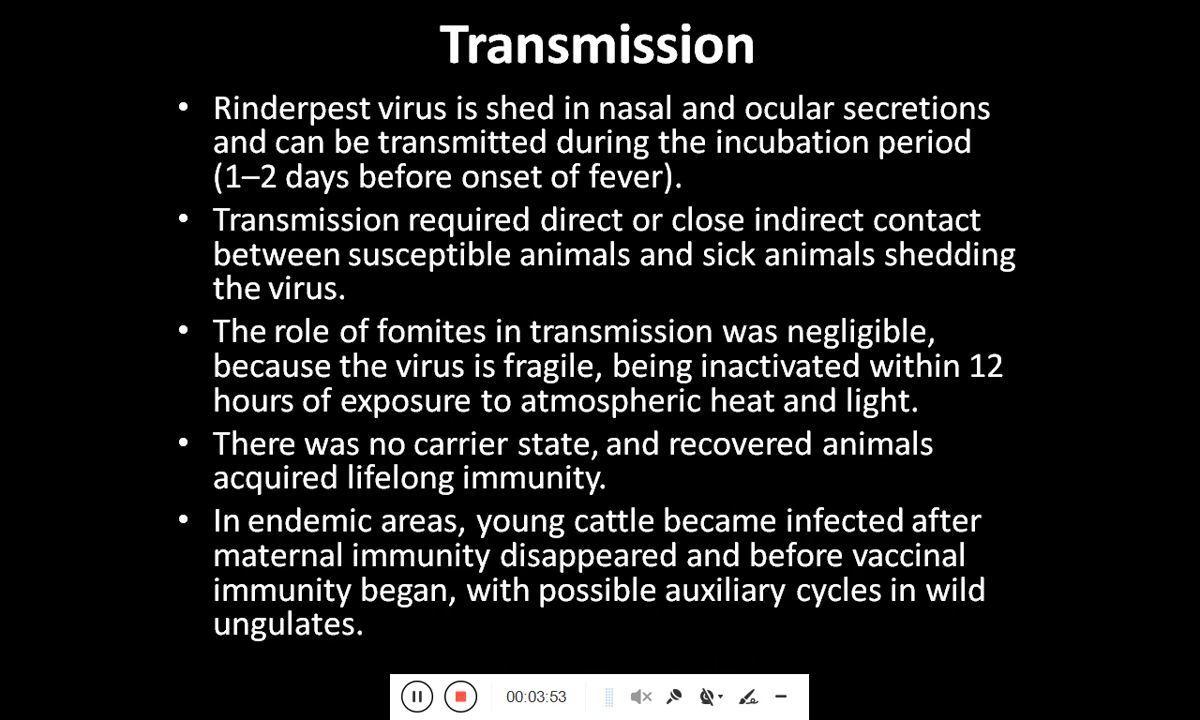 Transmission
• Rinderpest virus is shed in nasal and ocular secretions
and can be transmitted during the incubation period
(1–2 days before onset of fever).
• Transmission required direct or close indirect contact
between susceptible animals and sick animals shedding
the virus.
• The role of fomites in transmission was negligible,
because the virus is fragile, being inactivated within 12
hours of exposure to atmospheric heat and light.
• There was no carrier state, and recovered animals
acquired lifelong immunity.
• In endemic areas, young cattle became infected after
maternal immunity disappeared and before vaccinal
immunity began, with possible auxiliary cycles in wild
ungulates.
00:03:53